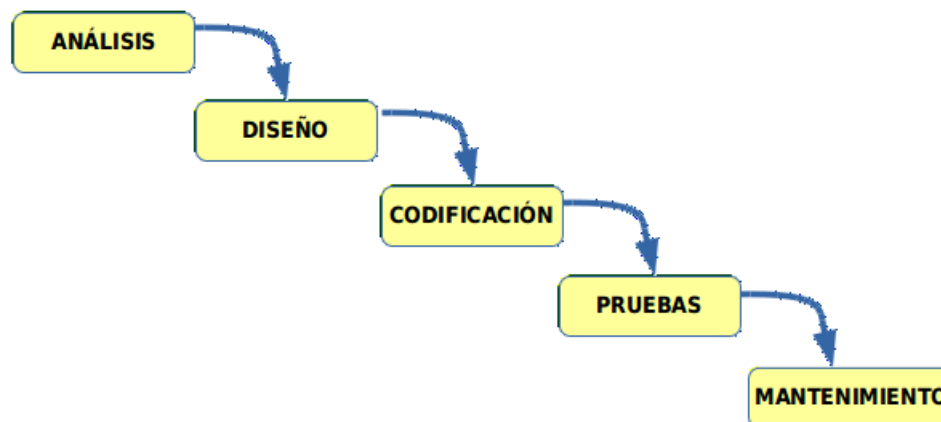 ANÁLISIS
DISEÑO
CODIFICACIÓN
PRUEBAS
MANTENIMIENTO